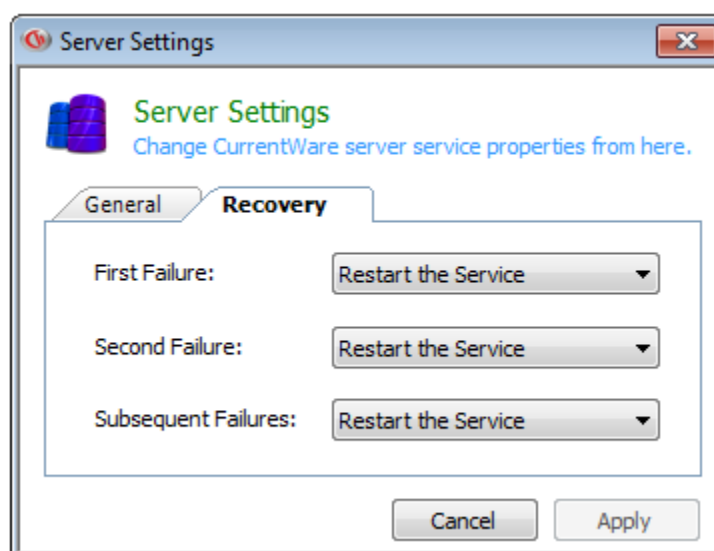 Server Settings
Server Settings
Change CurrentWare server service properties from here.
General
Recovery
First Failure:
Restart the Service
Second Failure:
Restart the Service
Subsequent Failures:
Restart the Service
Cancel
Apply